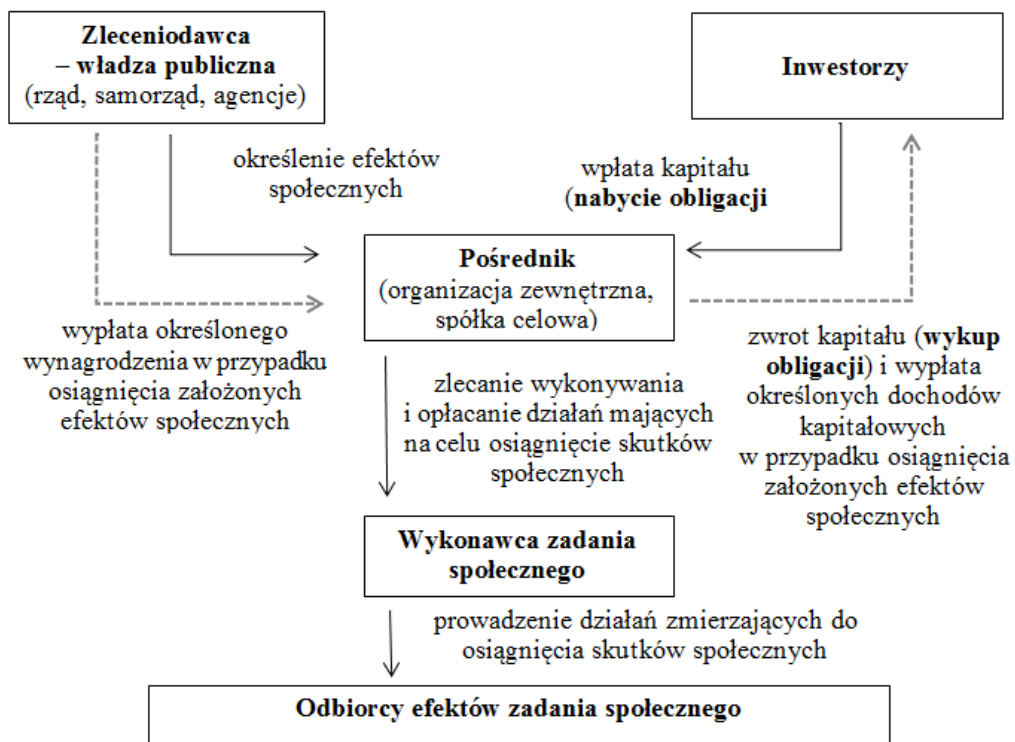 Zleceniodawca
– władza publiczna
(rząd, samorząd, agencje)
Inwestorzy
określenie efektów
społecznych
wpłata kapitału
(nabycie obligacji
Pośrednik
(organizacja zewnętrzna,
spółka celowa)
wypłata określonego
wynagrodzenia w przypadku
osiągnięcia założonych
efektów społecznych
zwrot kapitału (wykup
obligacji) i wypłata
określonych dochodów
kapitałowych
w przypadku osiągnięcia
założonych efektów
społecznych
zlecanie wykonywania
i opłacanie działań mających
na celu osiągnięcie skutków
społecznych
Wykonawca zadania
społecznego
prowadzenie działań zmierzających do
osiągnięcia skutków społecznych
Odbiorcy efektów zadania społecznego